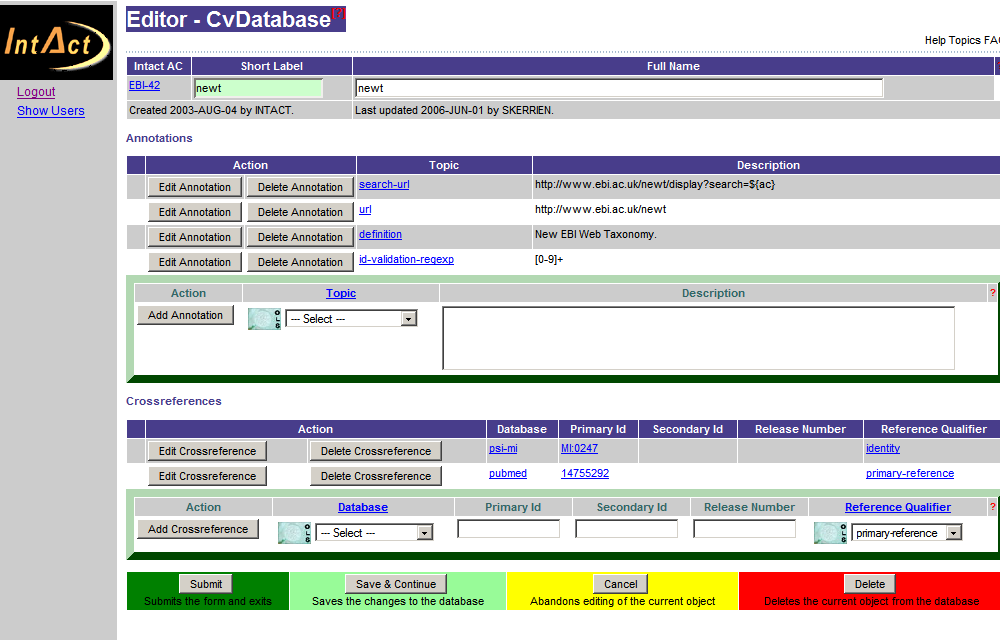 IntAct
Editor - CvDatabase[?]
Help Topics FAQ
Logout
Show Users
Intact AC Short Label Full Name
EBI-42 newt newt
Created 2003-AUG-04 by INTACT. Last updated 2006-JUN-01 by SKERRIEN.
Annotations
Action Topic Description
Edit Annotation Delete Annotation search-url http://www.ebi.ac.uk/newt/display?search=${ac}
Edit Annotation Delete Annotation url http://www.ebi.ac.uk/newt
Edit Annotation Delete Annotation definition New EBI Web Taxonomy.
Edit Annotation Delete Annotation id-validation-regexp [0-9]+
Action Topic Description ?
Add Annotation OLS --- Select ---
Crossreferences
Action Database Primary Id Secondary Id Release Number Reference Qualifier
Edit Crossreference Delete Crossreference psi-mi MI:0247 identity
Edit Crossreference Delete Crossreference pubmed 14755292 primary-reference
Action Database Primary Id Secondary Id Release Number Reference Qualifier ?
Add Crossreference OLS --- Select --- OLS primary-reference
Submit Save & Continue Cancel Delete
Submits the form and exits Saves the changes to the database Abandons editing of the current object Deletes the current object from the database